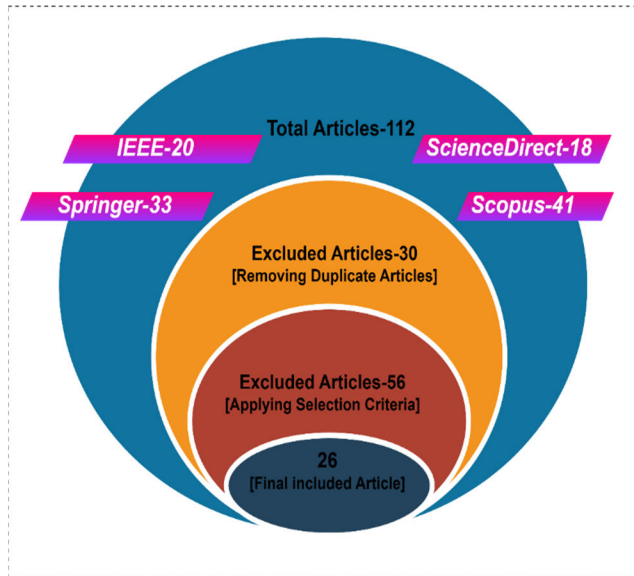 Total Articles-112
IEEE-20
ScienceDirect-18
Springer-33
Scopus-41
Excluded Articles-30
[Removing Duplicate Articles]
Excluded Articles-56
[Applying Selection Criteria]
26
[Final included Article]